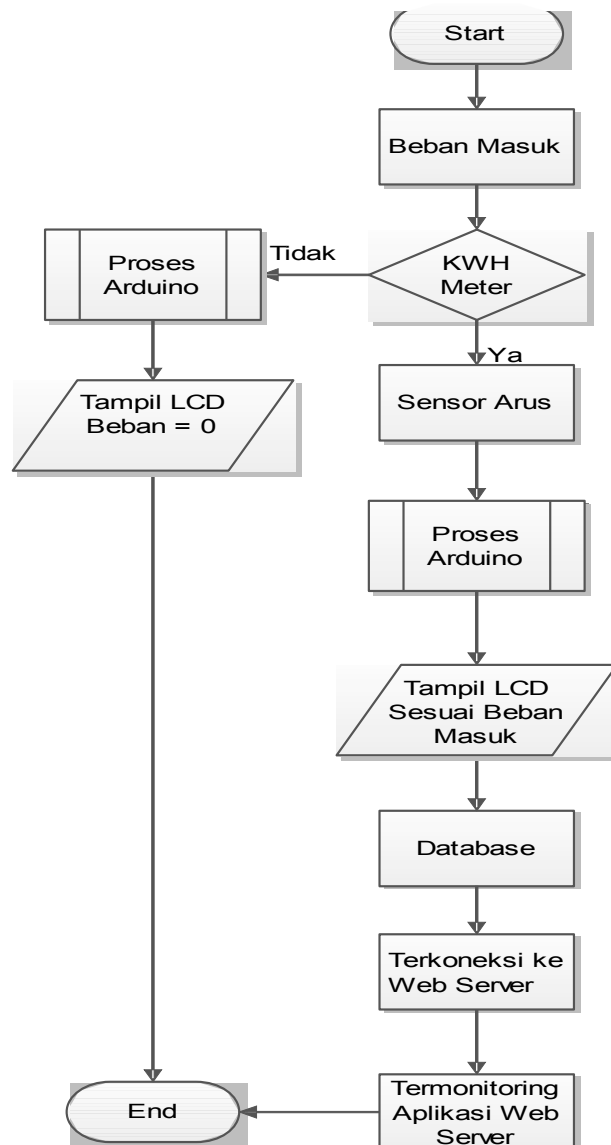 Start
Beban Masuk
KWH
Meter
Tidak
Proses
Arduino
Tampil LCD
Beban = 0
Ya
Sensor Arus
Proses
Arduino
Tampil LCD
Sesuai Beban
Masuk
Database
Terkoneksi ke
Web Server
Termonitoring
Aplikasi Web
Server
End